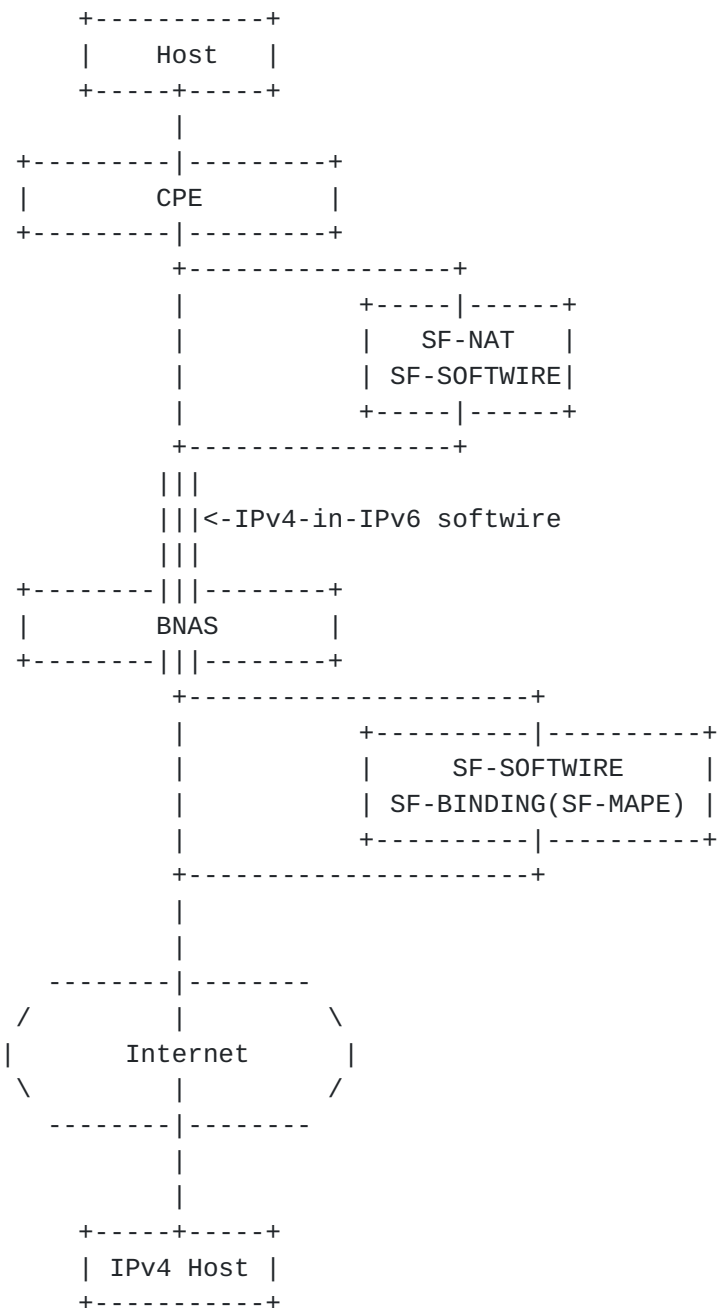 Host
CPE
SF-NAT
SF-SOFTWIRE
<-IPv4-in-IPv6 softwire
BNAS
SF-SOFTWIRE
SF-BINDING(SF-MAPE)
Internet
IPv4 Host